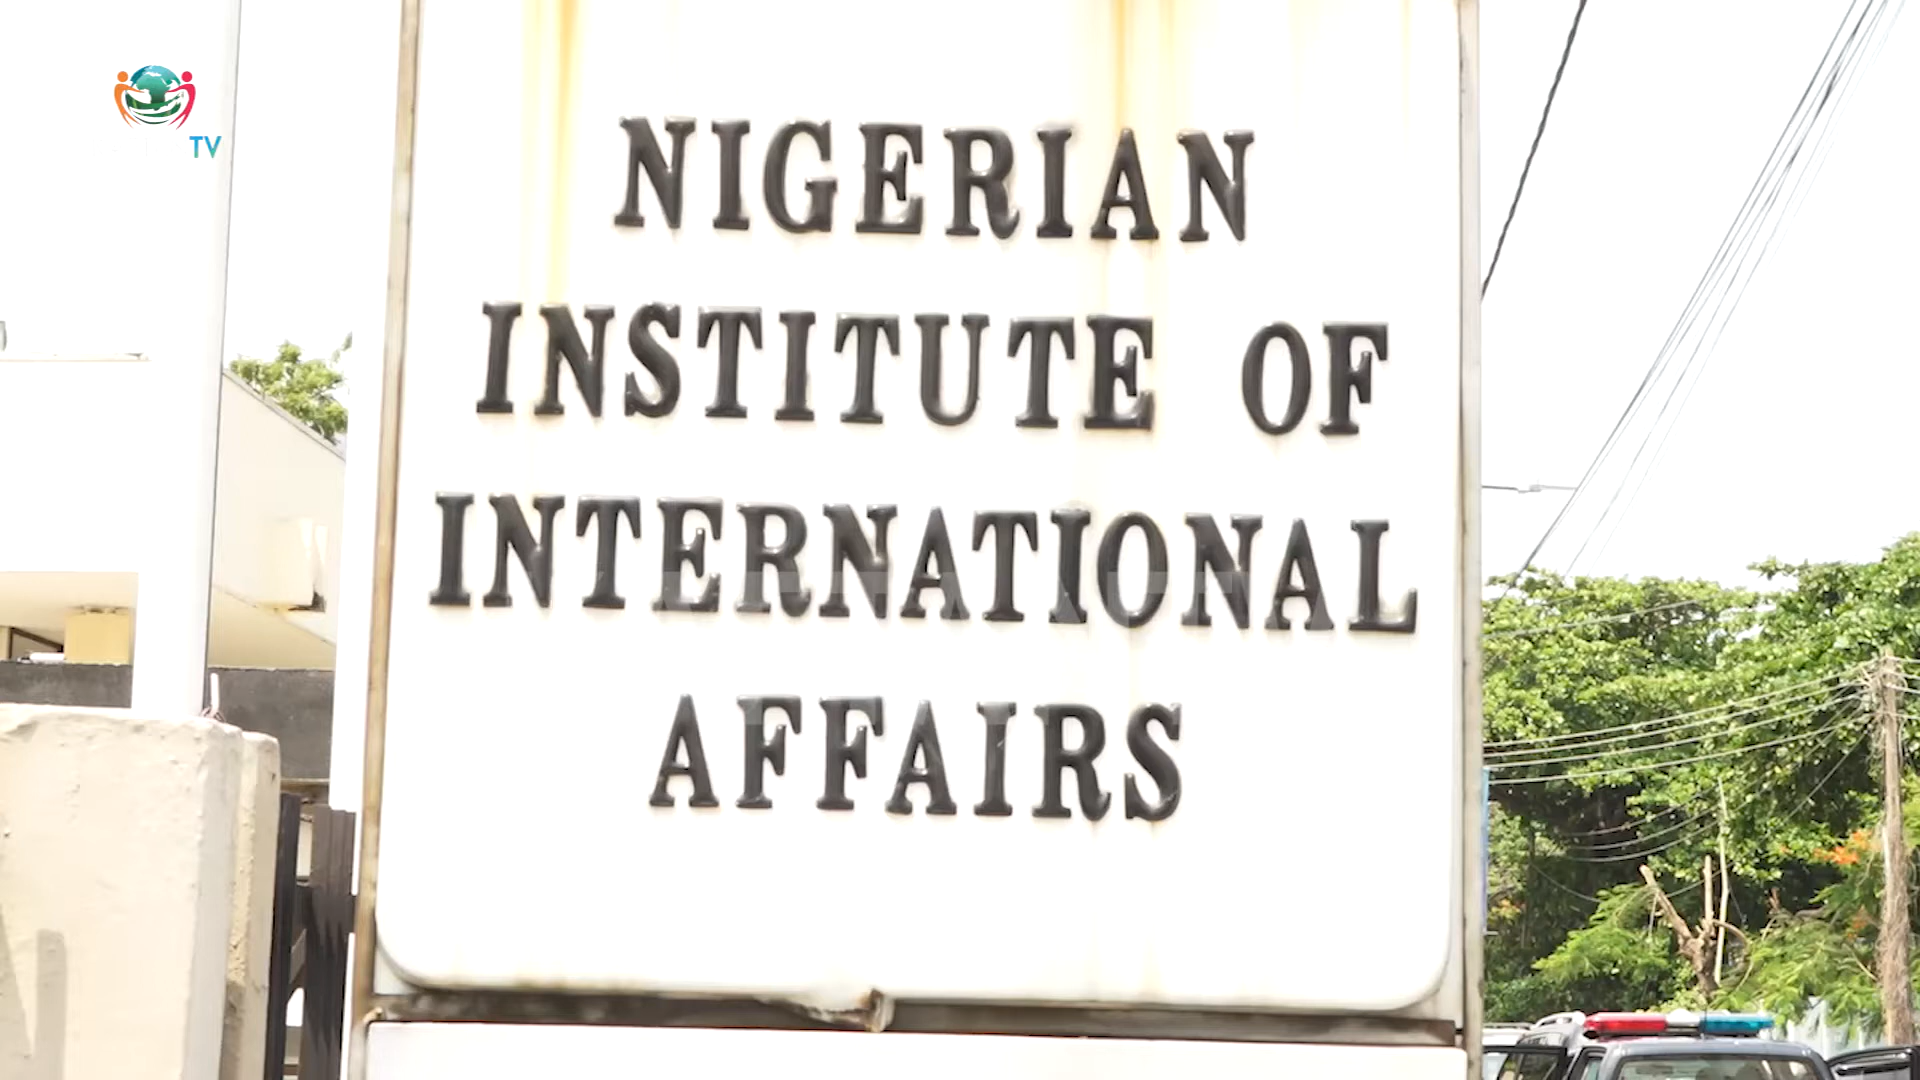 TV
NIGERIAN
INSTITUTE OF
INTERNATIONAL
AFFAIRS